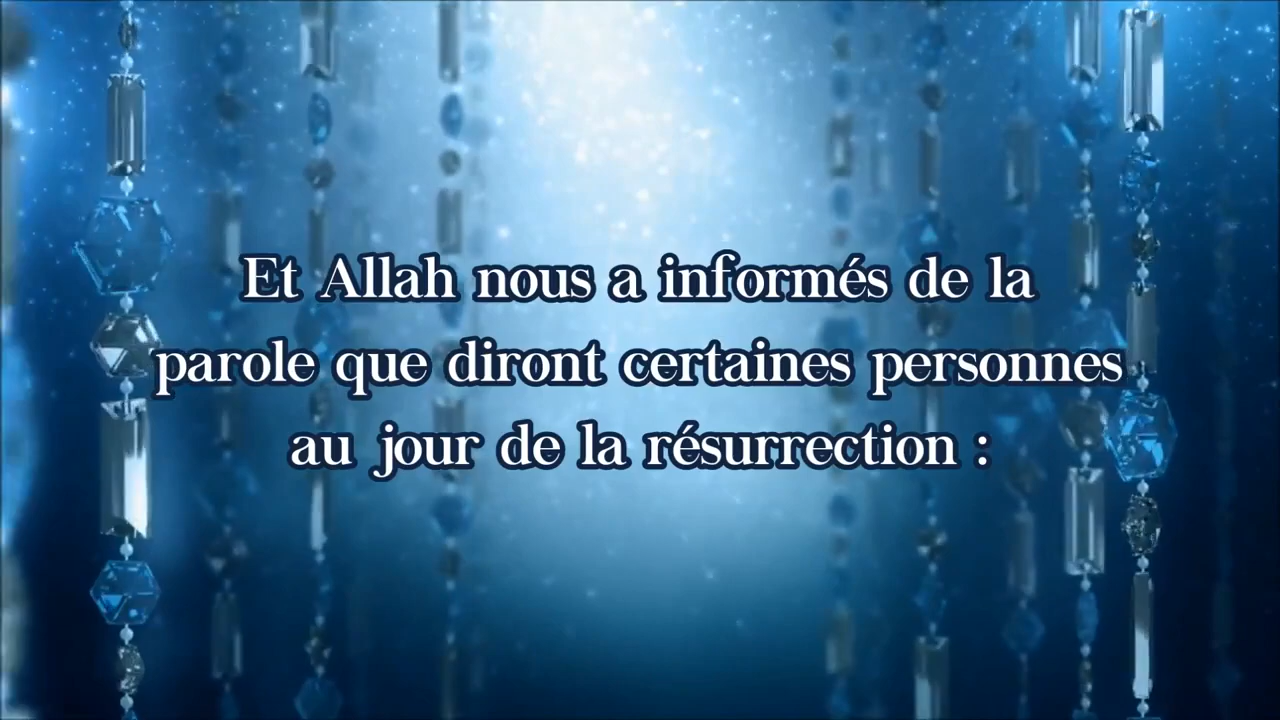 Et Allah nous a informés de la
parole que diront certaines personnes
au jour de la résurrection :